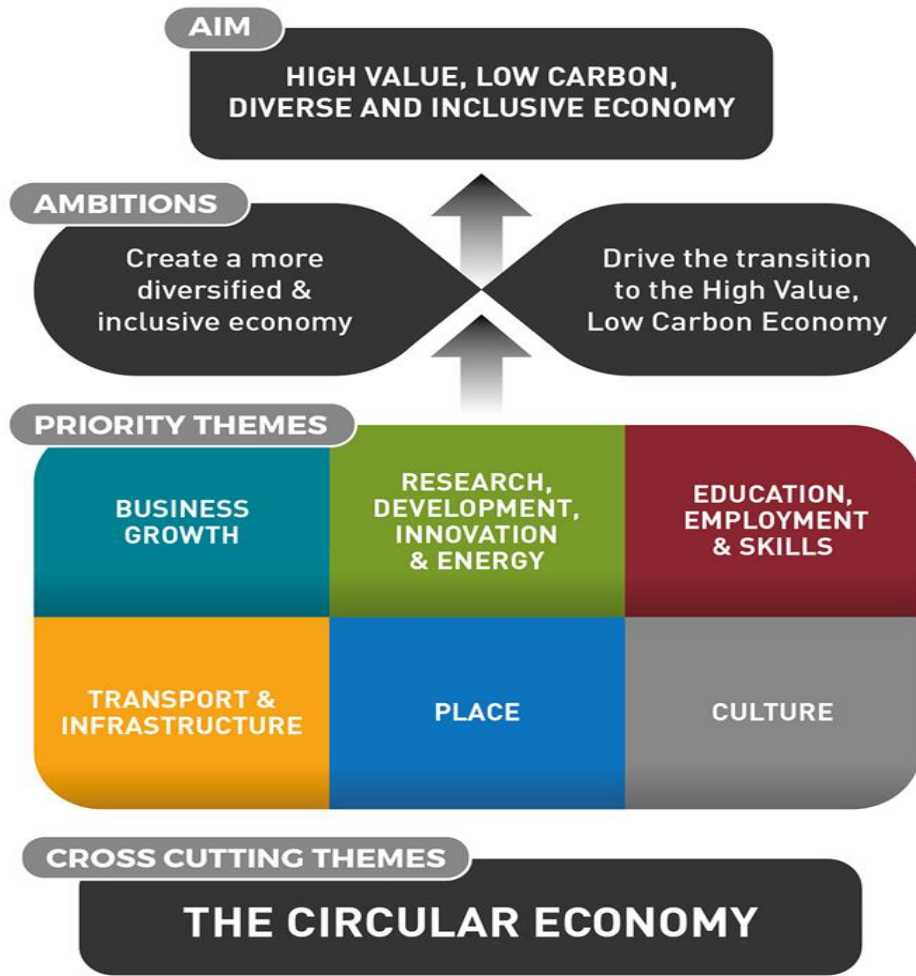 AIM
HIGH VALUE, LOW CARBON,
DIVERSE AND INCLUSIVE ECONOMY
AMBITIONS
Create a more
diversified &
inclusive economy
Drive the transition
to the High Value,
Low Carbon Economy
PRIORITY THEMES
BUSINESS
GROWTH
RESEARCH,
DEVELOPMENT,
INNOVATION
& ENERGY
EDUCATION,
EMPLOYMENT
& SKILLS
TRANSPORT &
INFRASTRUCTURE
PLACE
CULTURE
CROSS CUTTING THEMES
THE CIRCULAR ECONOMY